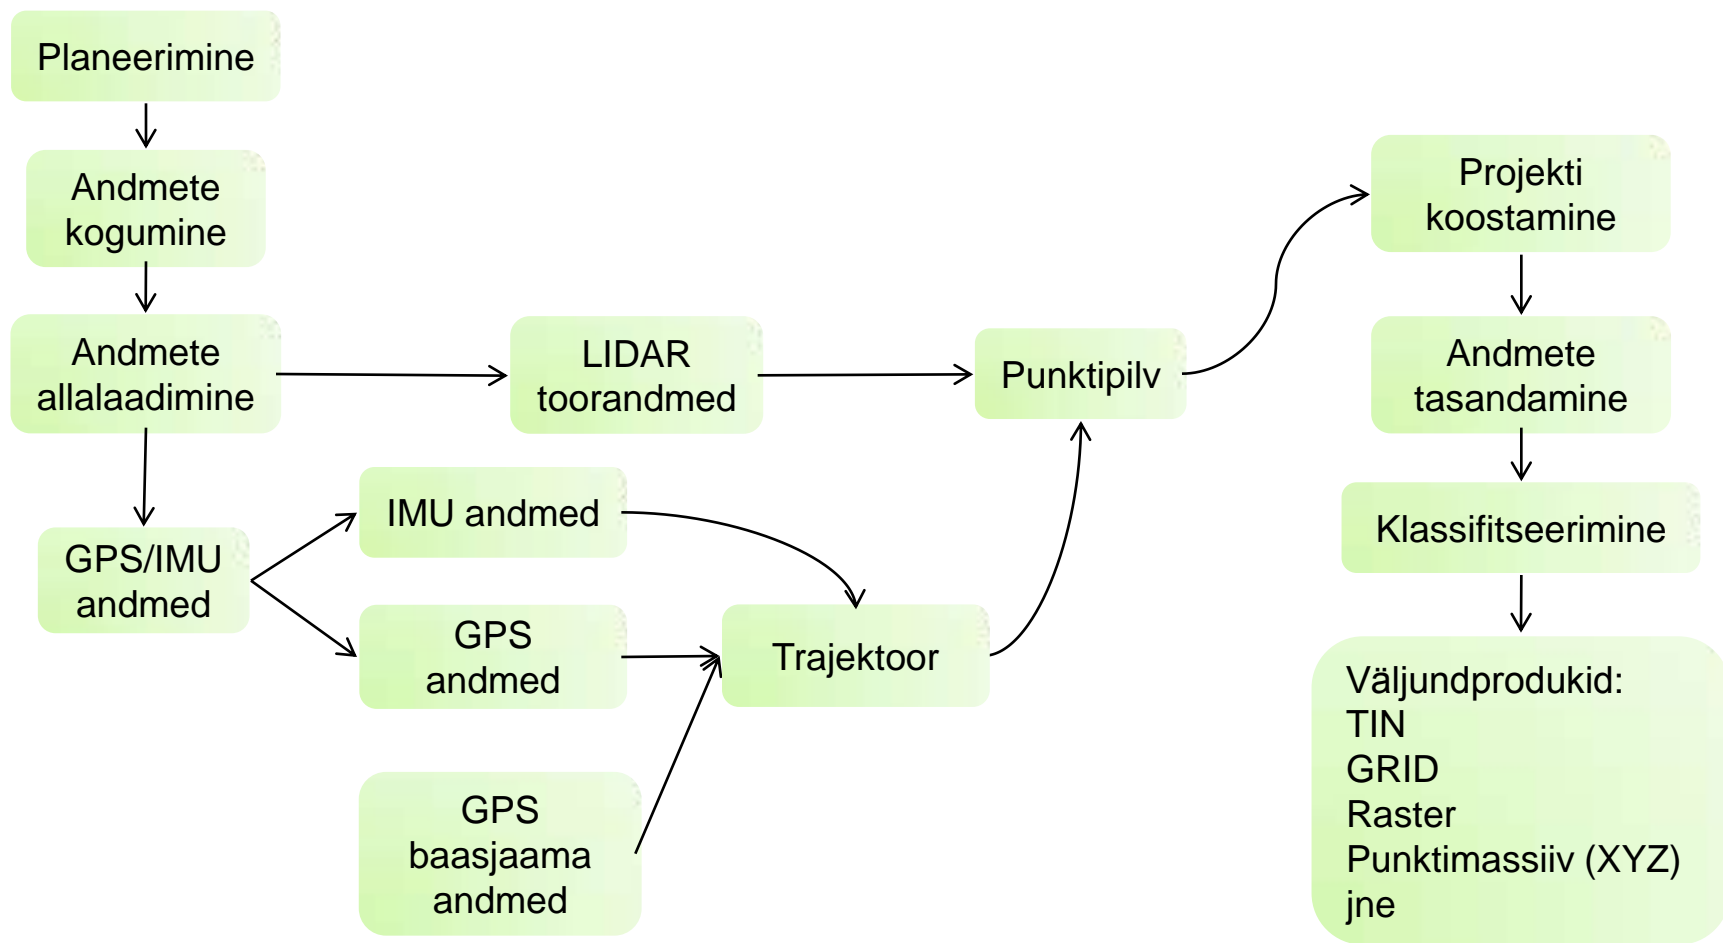 Planeerimine
Andmete
kogumine
Andmete
allalaadimine
GPS/IMU
andmed
LIDAR
toorandmed
IMU andmed
GPS
andmed
GPS
baasjaama
andmed
Trajektoor
Punktipilv
Projekti
koostamine
Andmete
tasandamine
Klassifitseerimine
Väljundprodukid:
TIN
GRID
Raster
Punktimassiiv (XYZ)
jne